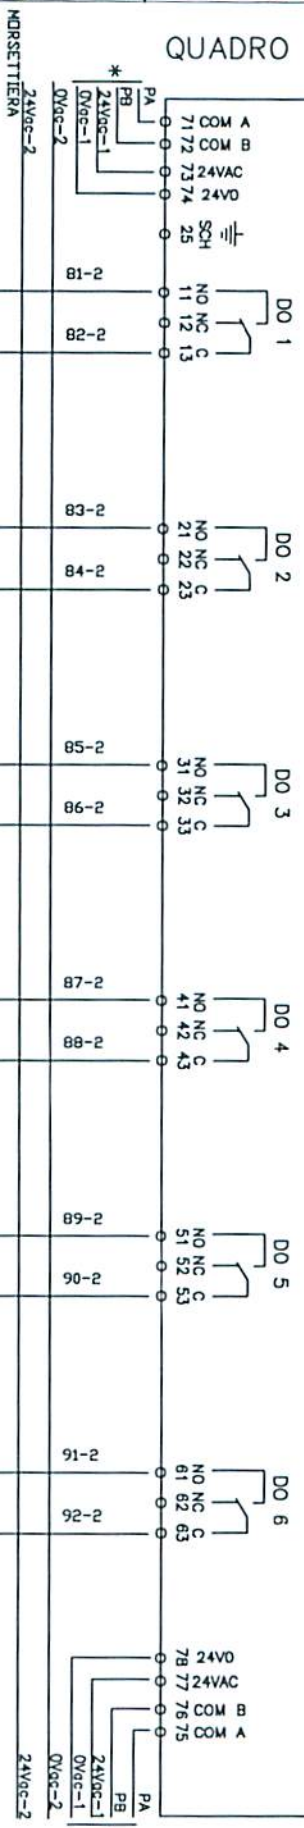 QUADRO
MORSETTIERA
24Vac-2
0Vac-2
*
0Vac-1
24Vac-1
PB
PA
71 COM A
72 COM B
73 24VAC
74 24V0
25 SCH
81-2
11 NO
12 NC
82-2
13 C
DO 1
83-2
21 NO
22 NC
84-2
23 C
DO 2
85-2
31 NO
32 NC
86-2
33 C
DO 3
87-2
41 NO
42 NC
88-2
43 C
DO 4
89-2
51 NO
52 NC
90-2
53 C
DO 5
91-2
61 NO
62 NC
92-2
63 C
DO 6
78 24V0
77 24VAC
76 COM B
75 COM A
24Vac-2
0Vac-2
0Vac-1
24Vac-1
PB
PA